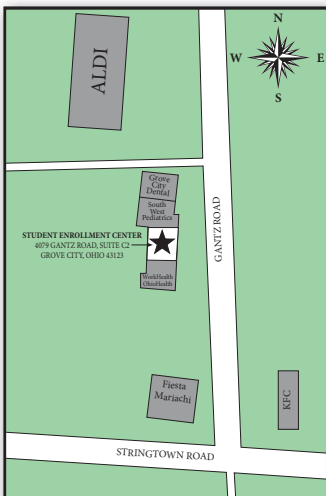 N
W
E
S
ALDI
Grove
City
Dental
South
West
Pediatrics
STUDENT ENROLLMENT CENTER
4079 GANTZ ROAD, SUITE C2
GROVE CITY, OHIO 43123
WorkHealth
OhioHealth
GANTZ ROAD
Fiesta
Mariachi
KFC
STRINGTOWN ROAD